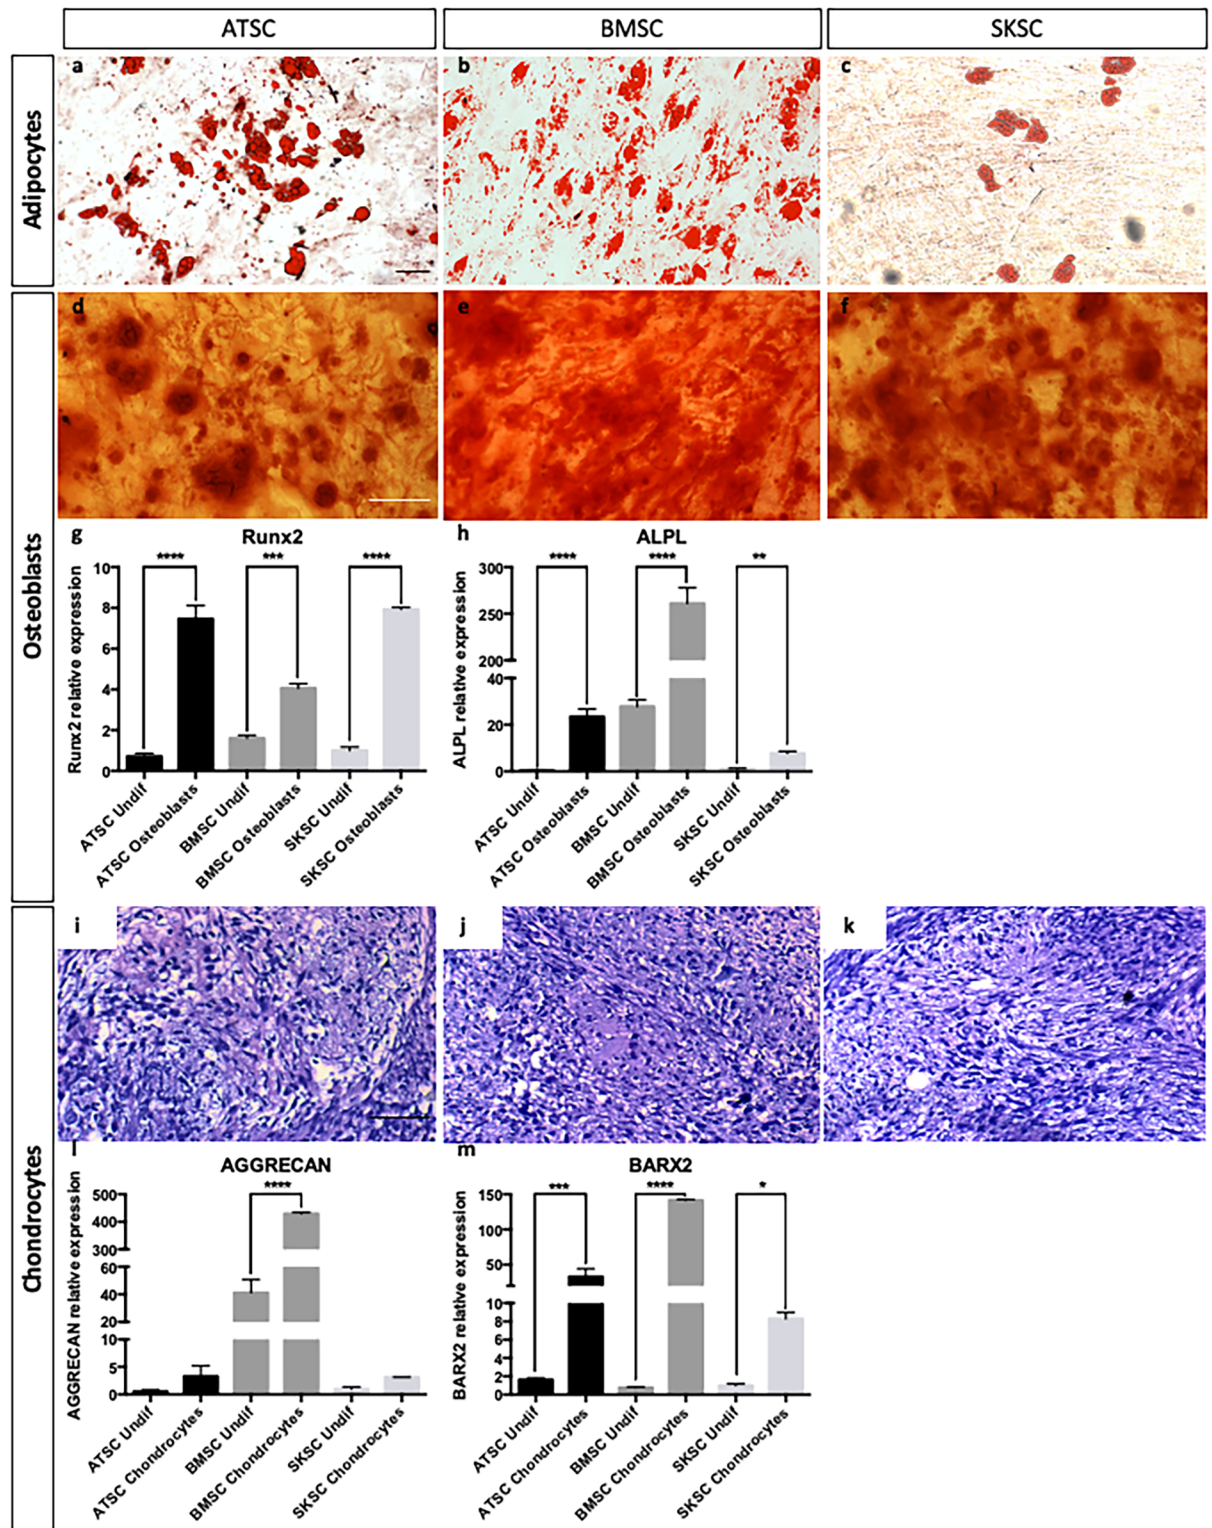 ATSC
BMSC
SKSC
Adipocytes
a
b
c
Osteoblasts
d
e
f
g
Runx2
Runx2 relative expression
10
8
6
4
2
0
****
***
****
ATSC Undif
ATSC Osteoblasts
BMSC Undif
BMSC Osteoblasts
SKSC Undif
SKSC Osteoblasts
h
ALPL
ALPL relative expression
300
250
200
40
20
0
****
****
**
ATSC Undif
ATSC Osteoblasts
BMSC Undif
BMSC Osteoblasts
SKSC Undif
SKSC Osteoblasts
Chondrocytes
i
j
k
l
AGGRECAN
AGGRECAN relative expression
500
400
300
60
40
20
10
5
0
****
ATSC Undif
ATSC Chondrocytes
BMSC Undif
BMSC Chondrocytes
SKSC Undif
SKSC Chondrocytes
m
BARX2
BARX2 relative expression
150
100
50
10
8
6
4
2
0
***
****
*
ATSC Undif
ATSC Chondrocytes
BMSC Undif
BMSC Chondrocytes
SKSC Undif
SKSC Chondrocytes